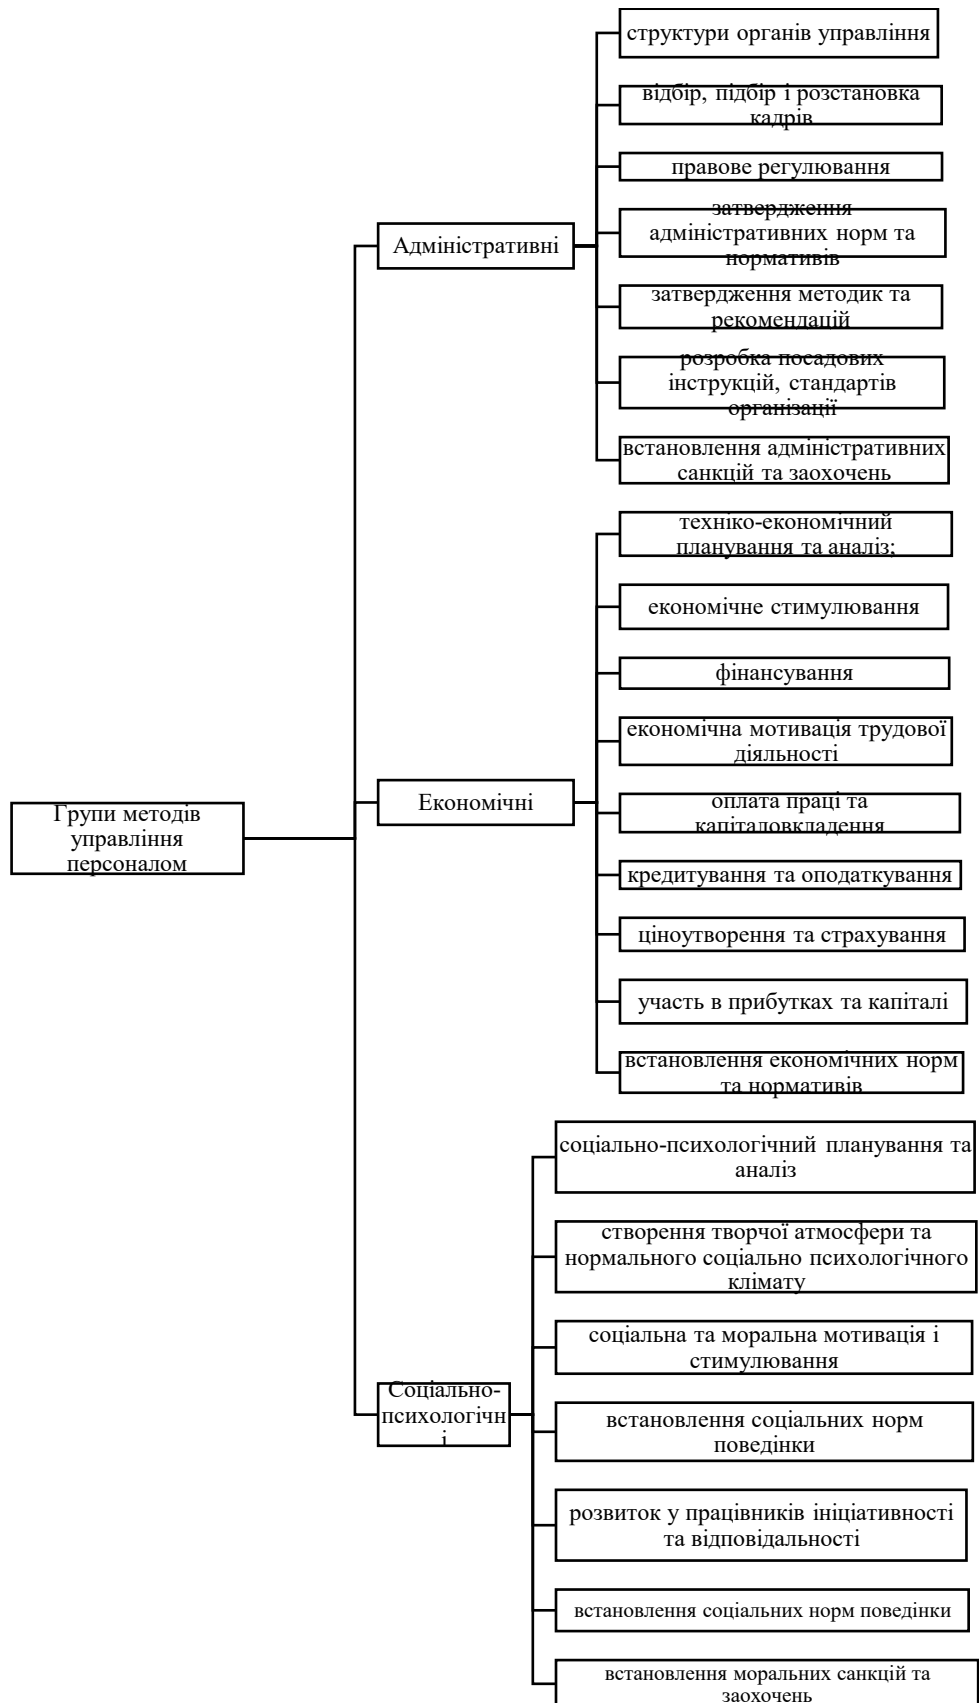 структури органів управління
відбір, підбір і розстановка
кадрів
правове регулювання
затвердження
адміністративних норм та
нормативів
Адміністративні
затвердження методик та
рекомендацій
розробка посадових
інструкцій, стандартів
організації
встановлення адміністративних
санкцій та заохочень
техніко-економічний
планування та аналіз;
економічне стимулювання
фінансування
економічна мотивація трудової
діяльності
Економічні
Групи методів
управління
персоналом
оплата праці та
капіталовкладення
кредитування та оподаткування
ціноутворення та страхування
участь в прибутках та капіталі
встановлення економічних норм
та нормативів
соціально-психологічний планування та
аналіз
створення творчої атмосфери та
нормального соціально психологічного
клімату
соціальна та моральна мотивація і
стимулювання
Соціально-
психологічн
і
встановлення соціальних норм
поведінки
розвиток у працівників ініціативності
та відповідальності
встановлення соціальних норм поведінки
встановлення моральних санкцій та
заохочень